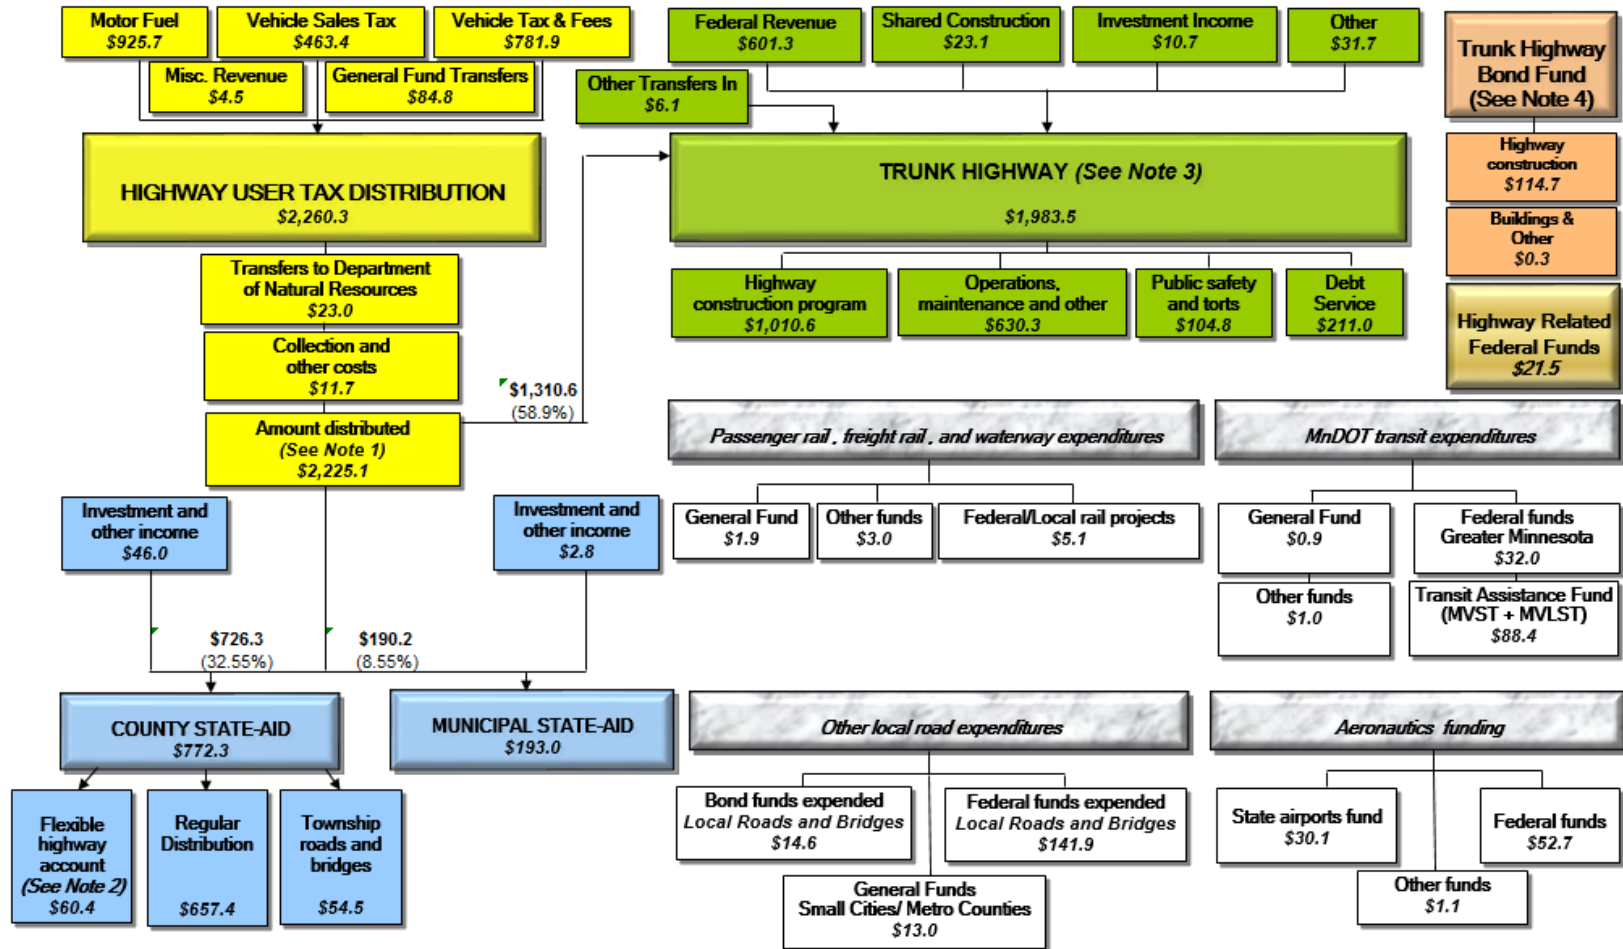 Motor Fuel
$925.7
Vehicle Sales Tax
$463.4
Vehicle Tax & Fees
$781.9
Misc. Revenue
$4.5
General Fund Transfers
$84.8
HIGHWAY USER TAX DISTRIBUTION
$2,260.3
Transfers to Department
of Natural Resources
$23.0
Collection and
other costs
$11.7
Amount distributed
(See Note 1)
$2,225.1
$1,310.6
(58.9%)
Federal Revenue
$601.3
Shared Construction
$23.1
Investment Income
$10.7
Other
$31.7
Other Transfers In
$6.1
TRUNK HIGHWAY (See Note 3)
$1,983.5
Highway
construction program
$1,010.6
Operations,
maintenance and other
$630.3
Public safety
and torts
$104.8
Debt
Service
$211.0
Trunk Highway
Bond Fund
(See Note 4)
Highway
construction
$114.7
Buildings &
Other
$0.3
Highway Related
Federal Funds
$21.5
Investment and
other income
$46.0
Investment and
other income
$2.8
$726.3
(32.55%)
$190.2
(8.55%)
COUNTY STATE-AID
$772.3
MUNICIPAL STATE-AID
$193.0
Flexible
highway
account
(See Note 2)
$60.4
Regular
Distribution
$657.4
Township
roads and
bridges
$54.5
Passenger rail , freight rail , and waterway expenditures
General Fund
$1.9
Other funds
$3.0
Federal/Local rail projects
$5.1
MnDOT transit expenditures
General Fund
$0.9
Federal funds
Greater Minnesota
$32.0
Other funds
$1.0
Transit Assistance Fund
(MVST + MVLST)
$88.4
Other local road expenditures
Bond funds expended
Local Roads and Bridges
$14.6
Federal funds expended
Local Roads and Bridges
$141.9
General Funds
Small Cities/ Metro Counties
$13.0
Aeronautics funding
State airports fund
$30.1
Federal funds
$52.7
Other funds
$1.1